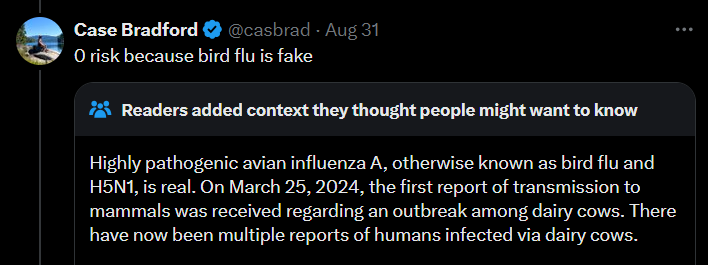 Case Bradford @casbrad · Aug 31
0 risk because bird flu is fake
Readers added context they thought people might want to know
Highly pathogenic avian influenza A, otherwise known as bird flu and
H5N1, is real. On March 25, 2024, the first report of transmission to
mammals was received regarding an outbreak among dairy cows. There
have now been multiple reports of humans infected via dairy cows.